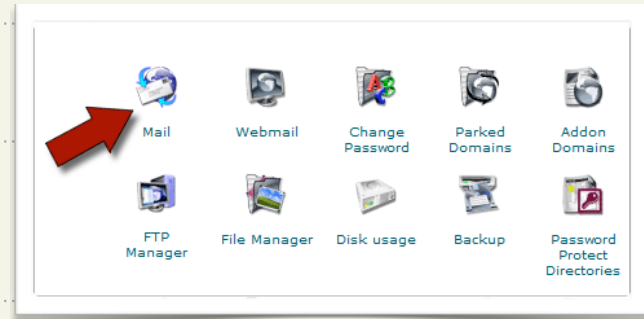 Mail Webmail Change Password Parked Domains Addon Domains
FTP Manager File Manager Disk usage Backup Password Protect Directories